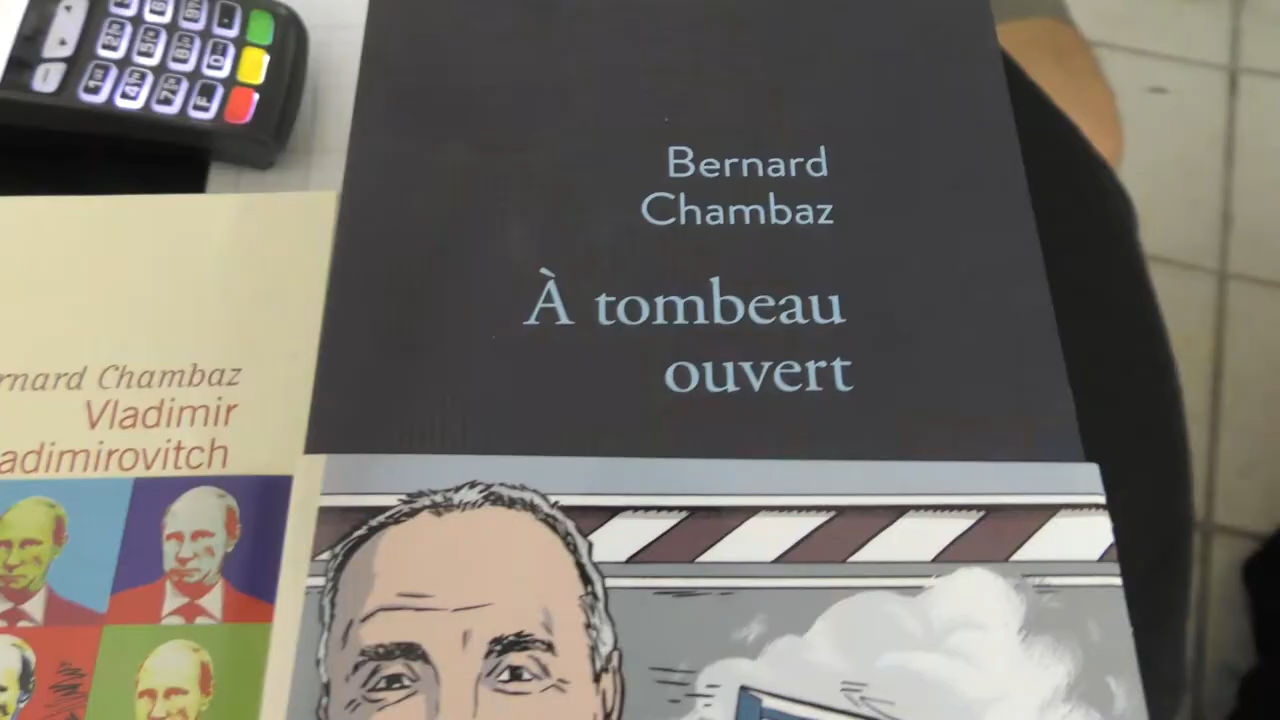 Bernard
Chambaz
À tombeau
ouvert
rnard Chambaz
Vladimir
adimirovitch